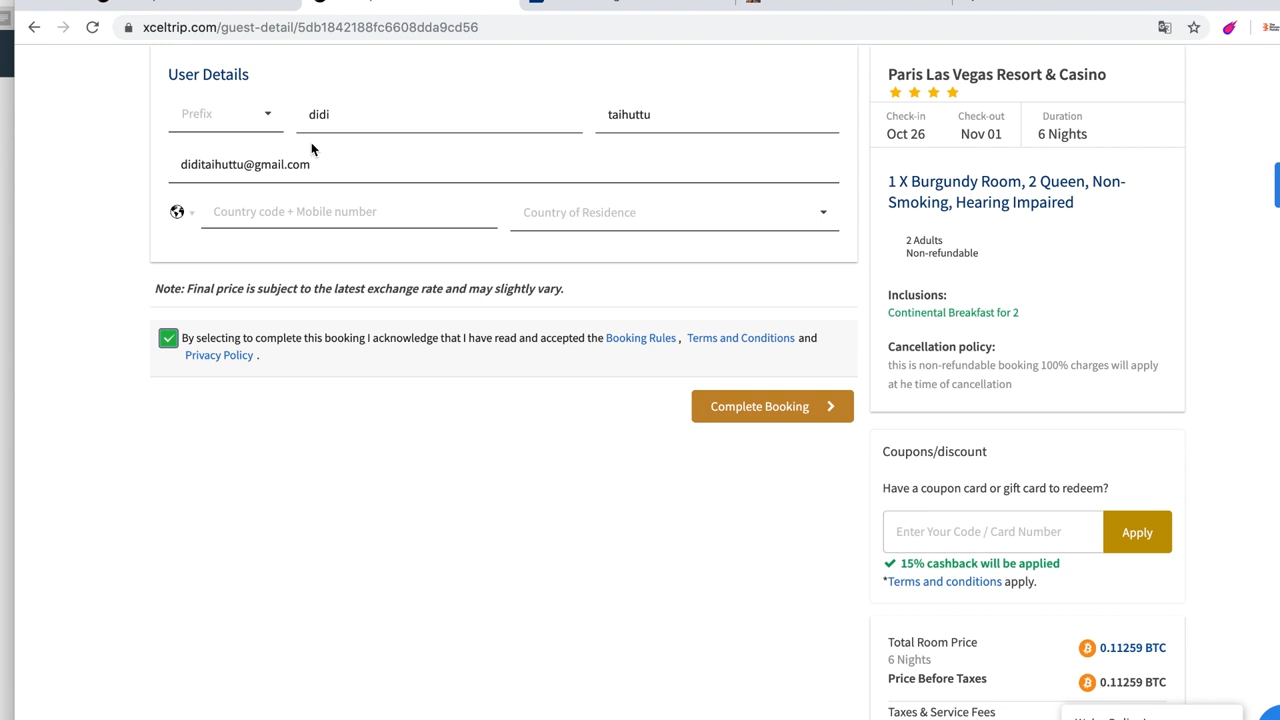 xceltrip.com/guest-detail/5db1842188fc6608dda9cd56
User Details
Prefix
didi
taihuttu
diditaihuttu@gmail.com
Country code + Mobile number
Country of Residence
Note: Final price is subject to the latest exchange rate and may slightly vary.
By selecting to complete this booking I acknowledge that I have read and accepted the Booking Rules , Terms and Conditions and
Privacy Policy .
Complete Booking
Paris Las Vegas Resort & Casino
Check-in Check-out Duration
Oct 26 Nov 01 6 Nights
1 X Burgundy Room, 2 Queen, Non-
Smoking, Hearing Impaired
2 Adults
Non-refundable
Inclusions:
Continental Breakfast for 2
Cancellation policy:
this is non-refundable booking 100% charges will apply
at he time of cancellation
Coupons/discount
Have a coupon card or gift card to redeem?
Enter Your Code / Card Number
Apply
15% cashback will be applied
*Terms and conditions apply.
Total Room Price 0.11259 BTC
6 Nights
Price Before Taxes 0.11259 BTC
Taxes & Service Fees